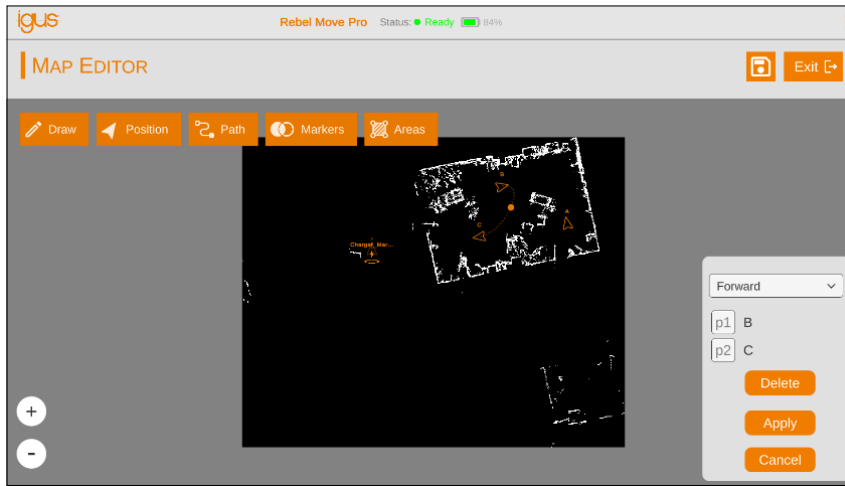 igus
Rebel Move Pro Status: Ready 84%
MAP EDITOR
Exit
Draw
Position
Path
Markers
Areas
B
A
C
Charger_Mar...
Forward
p1 B
p2 C
Delete
Apply
Cancel
+
-